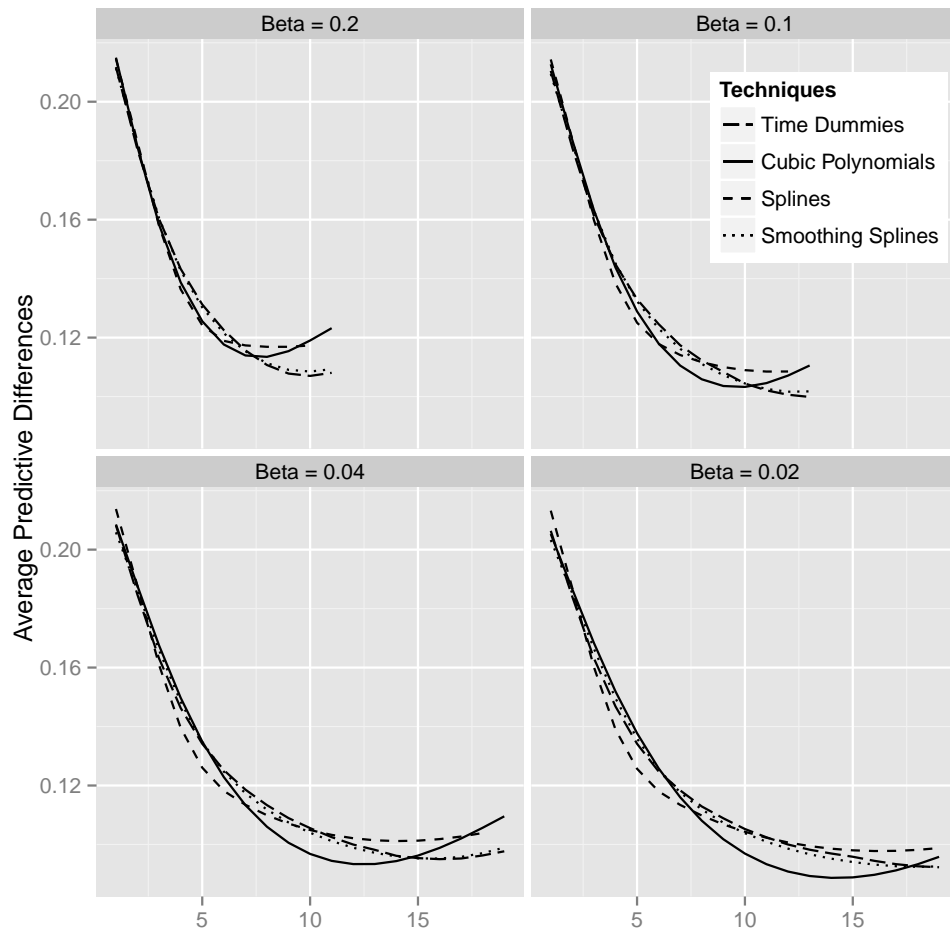 Beta = 0.2
Beta = 0.1
Techniques
Time Dummies
Cubic Polynomials
Splines
Smoothing Splines
0.20
0.16
0.12
Average Predictive Differences
Beta = 0.04
Beta = 0.02
0.20
0.16
0.12
5
10
15
5
10
15